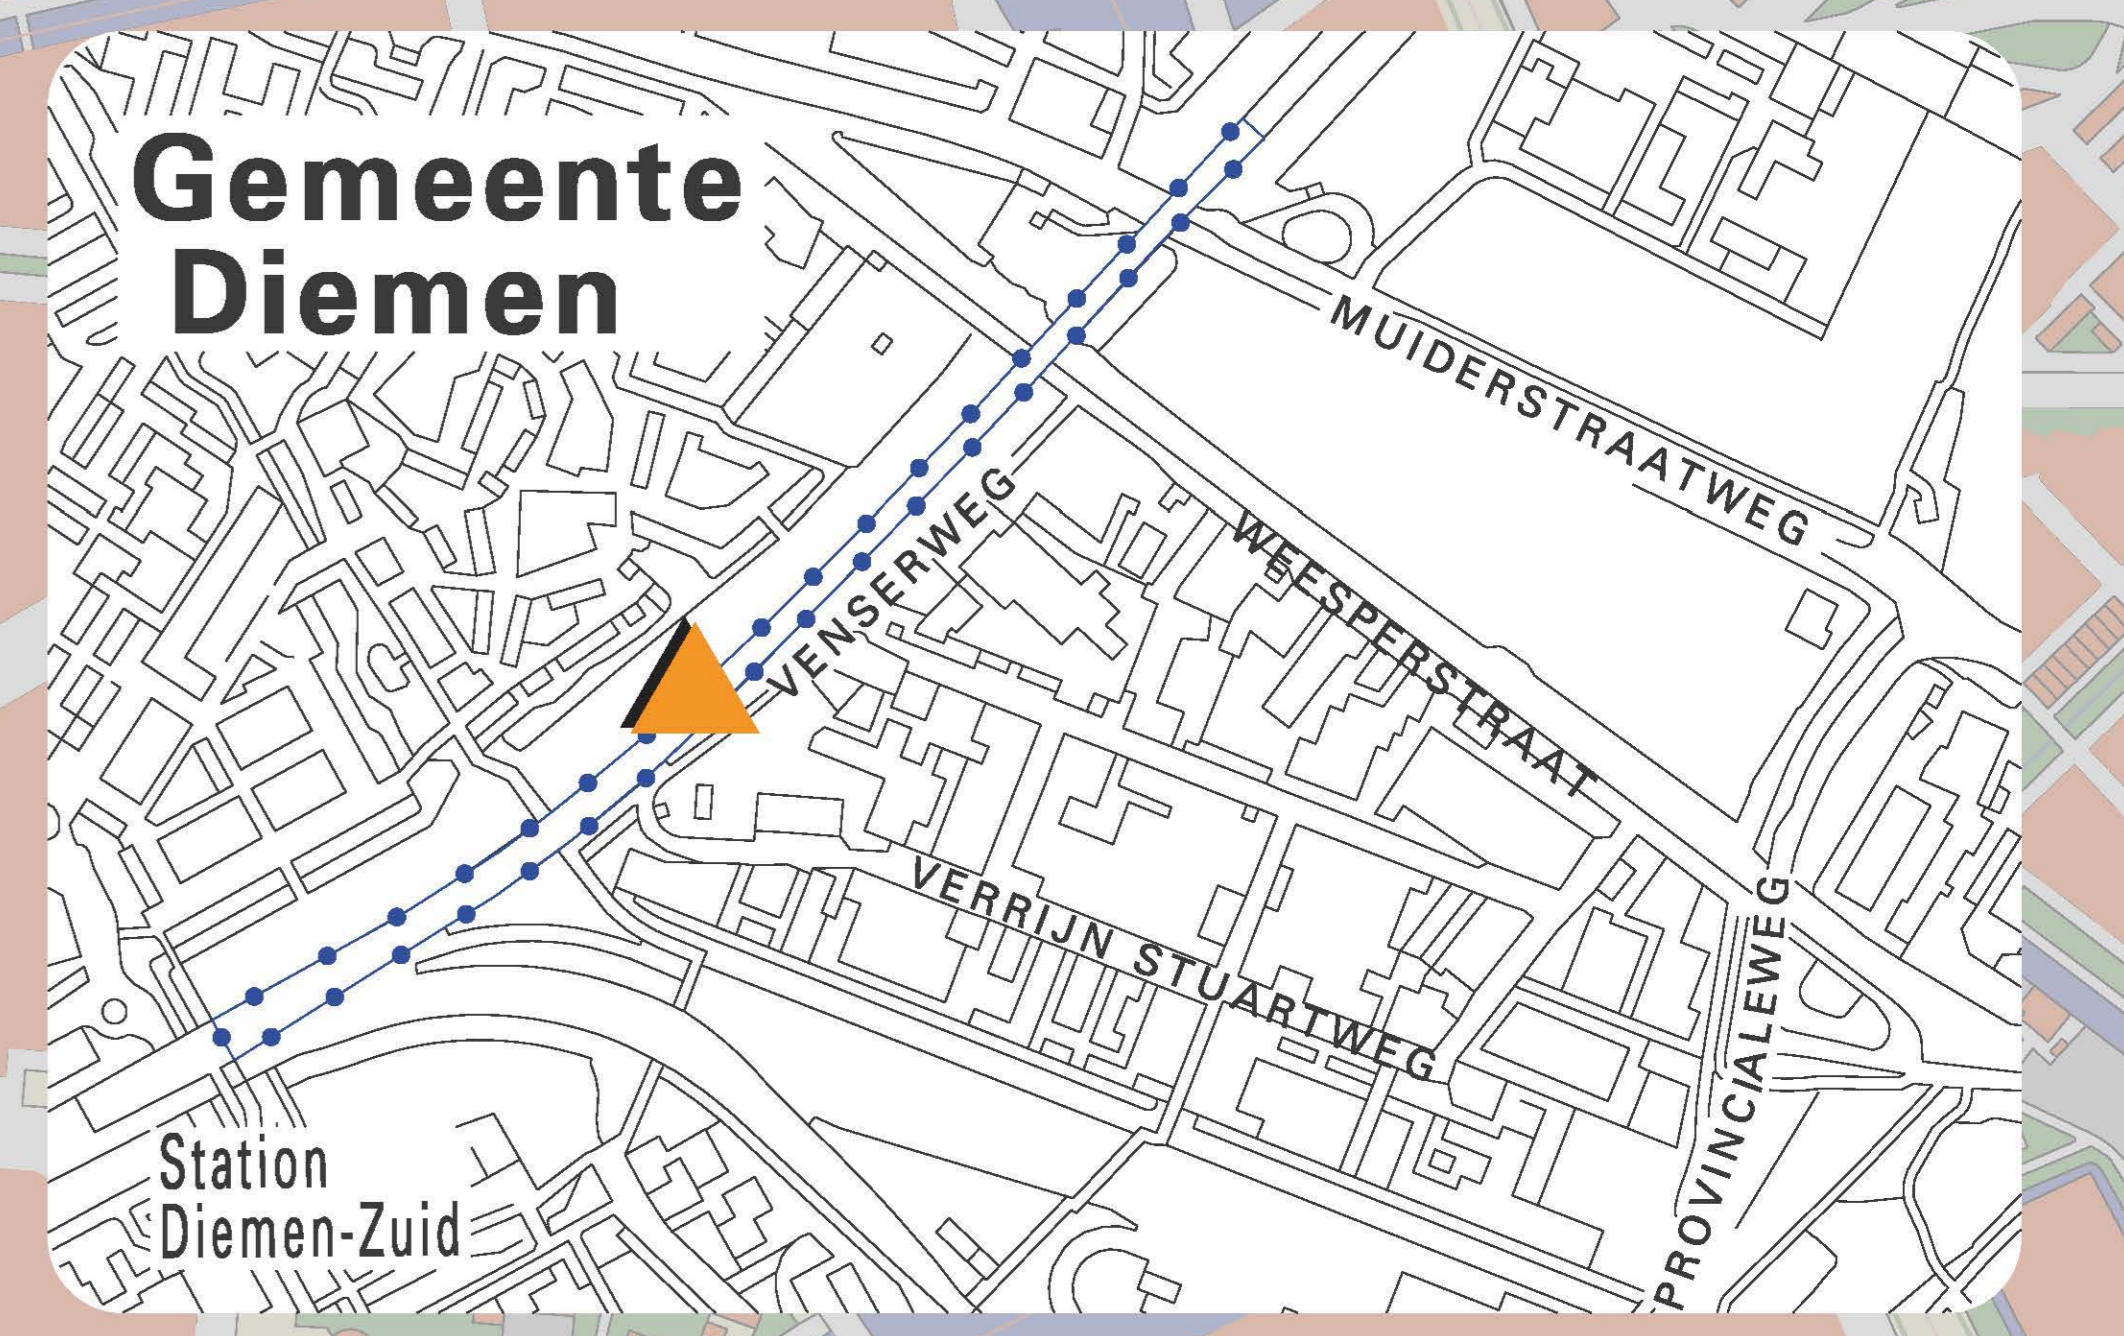 Gemeente
Diemen
MUIDERSTRAATWEG
VENSERWEG
WEESPERSTRAAT
VERRIJN STUARTWEG
PROVINCIALEWEG
Station
Diemen-Zuid